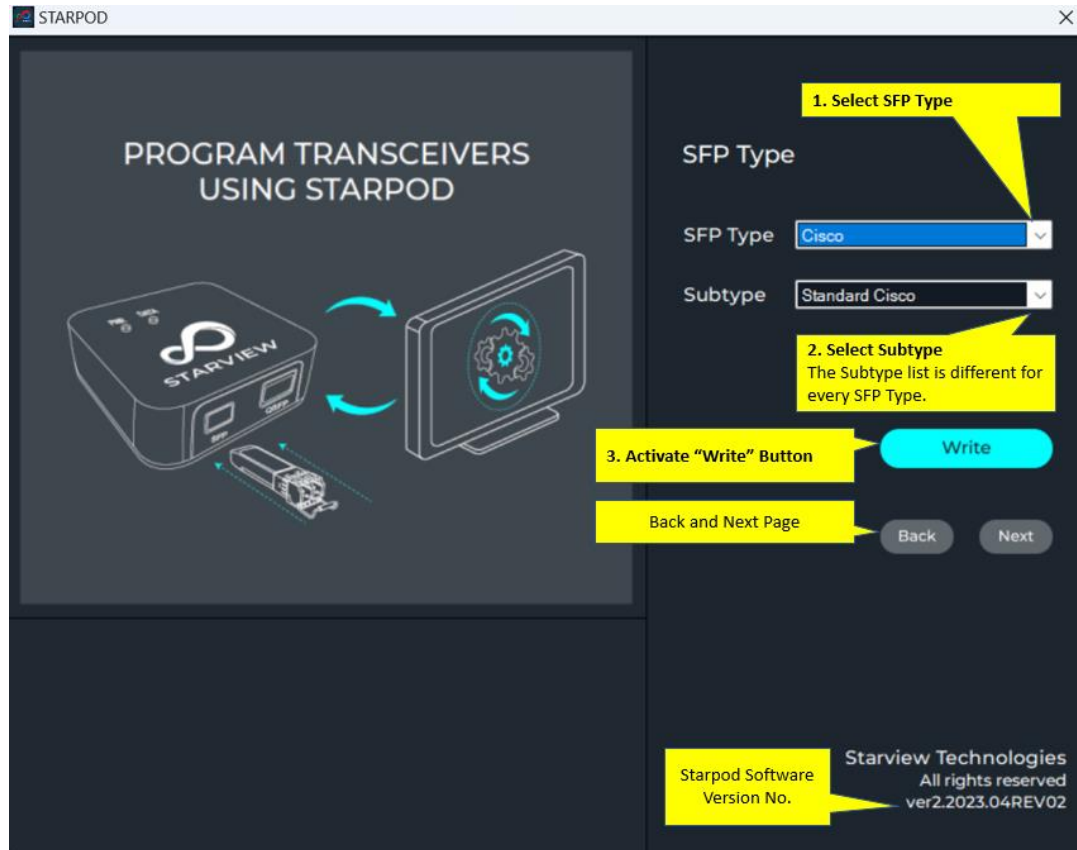 STARPOD
PROGRAM TRANSCEIVERS
USING STARPOD
PWR
DATA
STARVIEW
SFP
QSFP
1. Select SFP Type
SFP Type
SFP Type
Cisco
Subtype
Standard Cisco
2. Select Subtype
The Subtype list is different for
every SFP Type.
3. Activate “Write” Button
Write
Back and Next Page
Back
Next
Starpod Software
Version No.
Starview Technologies
All rights reserved
ver2.2023.04REV02